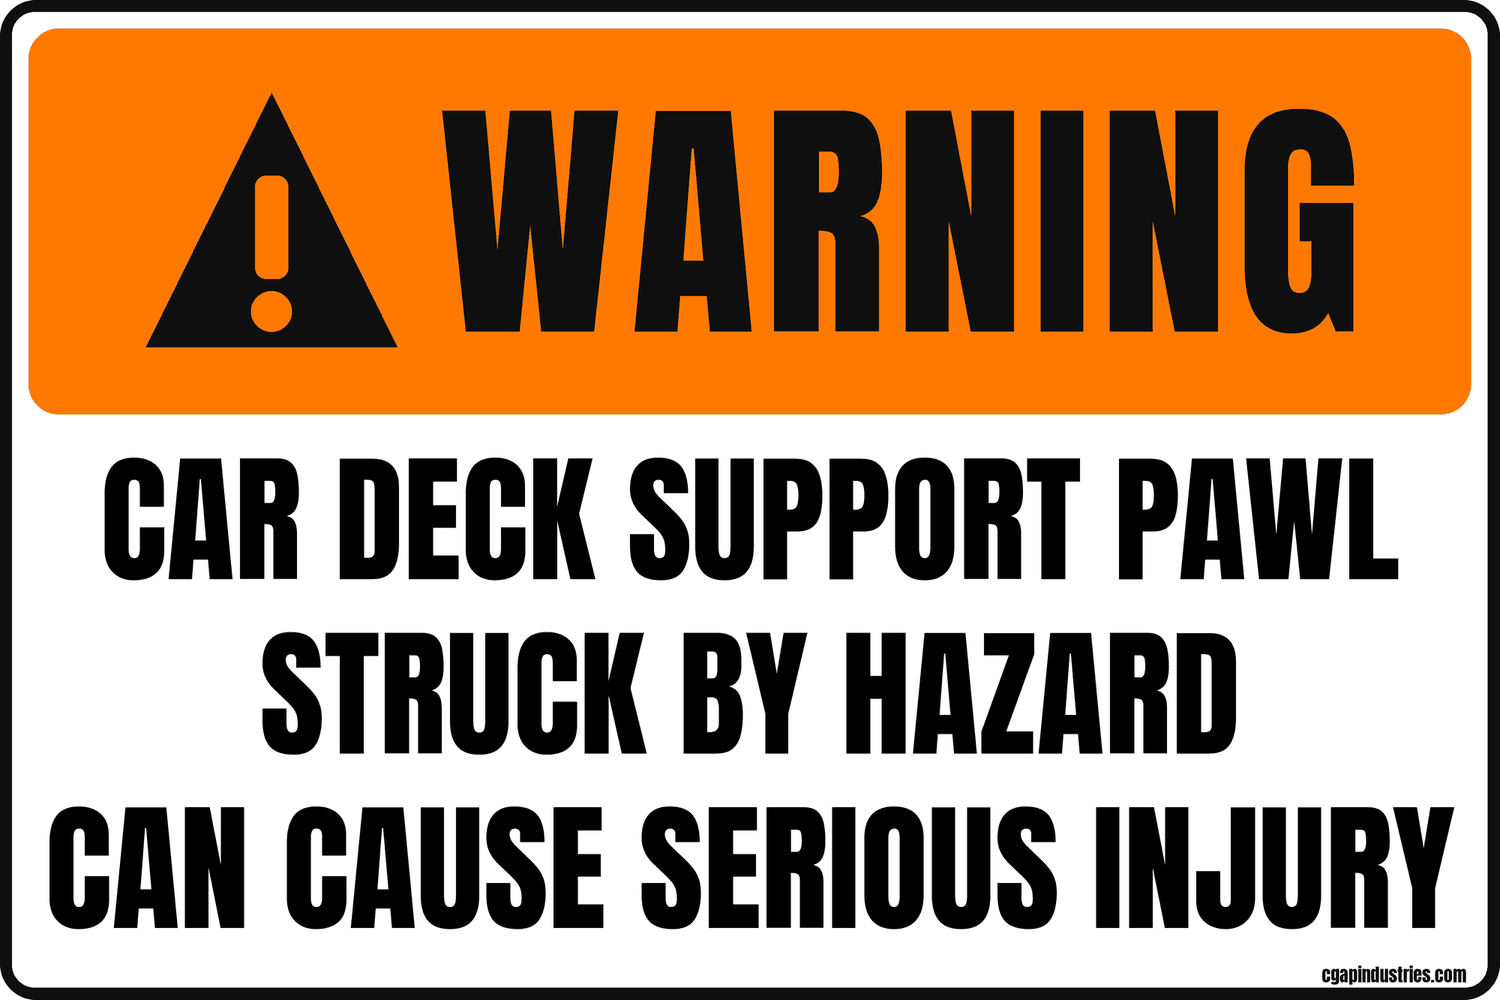 WARNING
CAR DECK SUPPORT PAWL
STRUCK BY HAZARD
CAN CAUSE SERIOUS INJURY
cgapindustries.com